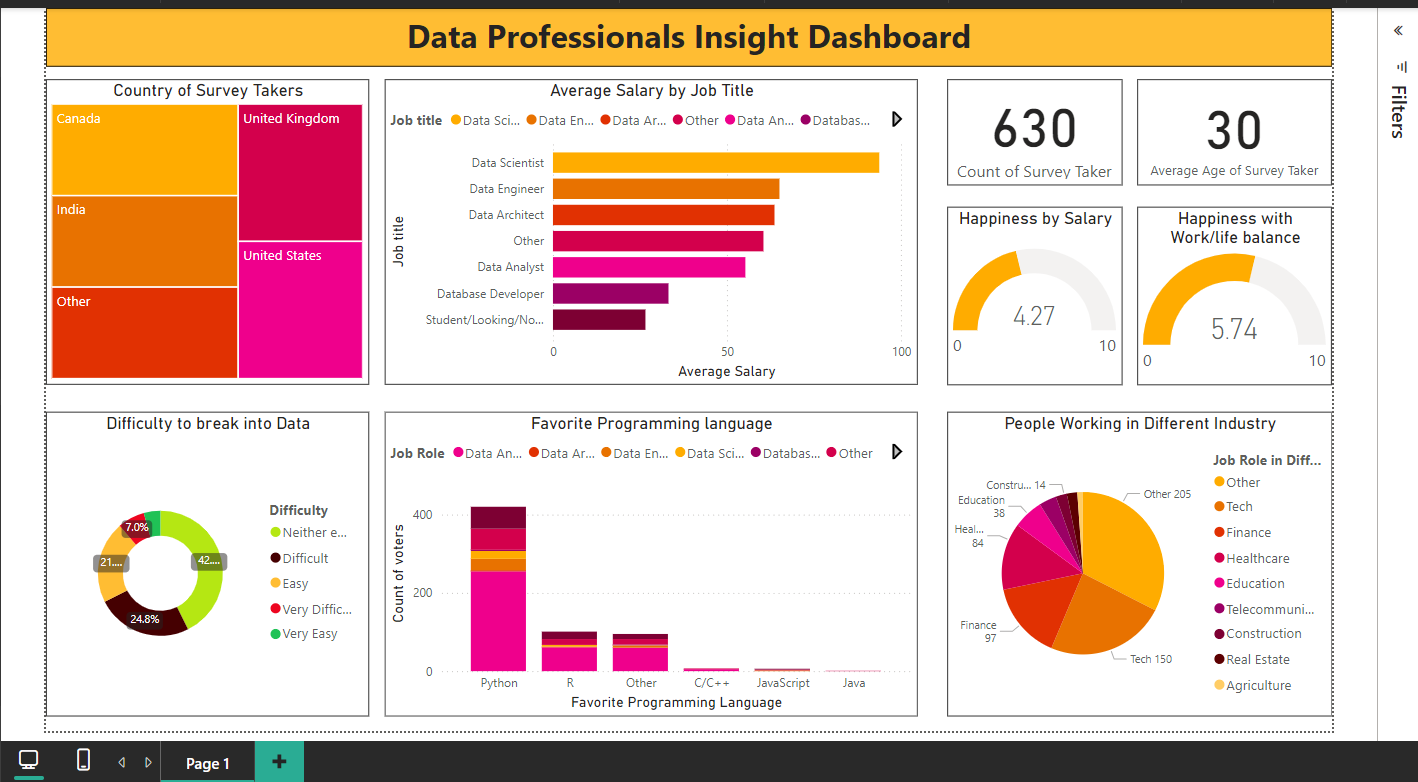 Data Professionals Insight Dashboard
Filters
Country of Survey Takers
Canada
United Kingdom
India
United States
Other
Average Salary by Job Title
Job title Data Sci... Data En... Data Ar... Other Data An... Databas...
Job title
Data Scientist
Data Engineer
Data Architect
Other
Data Analyst
Database Developer
Student/Looking/No...
0 50 100
Average Salary
630
Count of Survey Taker
30
Average Age of Survey Taker
Happiness by Salary
4.27
0 10
Happiness with
Work/life balance
5.74
0 10
Difficulty to break into Data
7.0%
21....
42....
24.8%
Difficulty
Neither e...
Difficult
Easy
Very Diffic...
Very Easy
Favorite Programming language
Job Role Data An... Data Ar... Data En... Data Sci... Databas... Other
Count of voters
400
200
0
Python R Other C/C++ JavaScript Java
Favorite Programming Language
People Working in Different Industry
Constru... 14
Education
38
Heal...
84
Finance
97
Other 205
Tech 150
Job Role in Diff...
Other
Tech
Finance
Healthcare
Education
Telecommuni...
Construction
Real Estate
Agriculture
Page 1